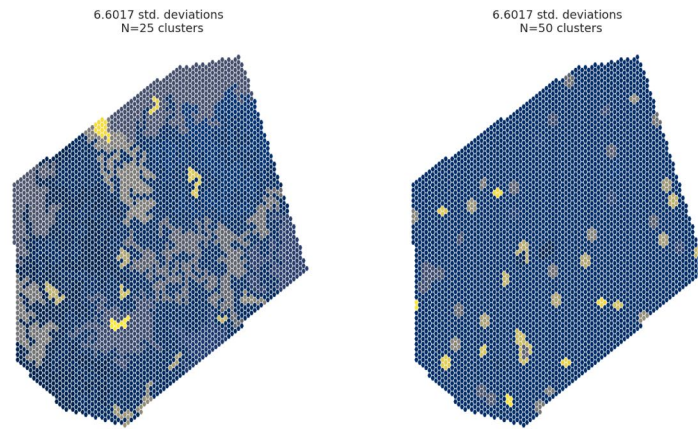 6.6017 std. deviations
N=25 clusters
6.6017 std. deviations
N=50 clusters